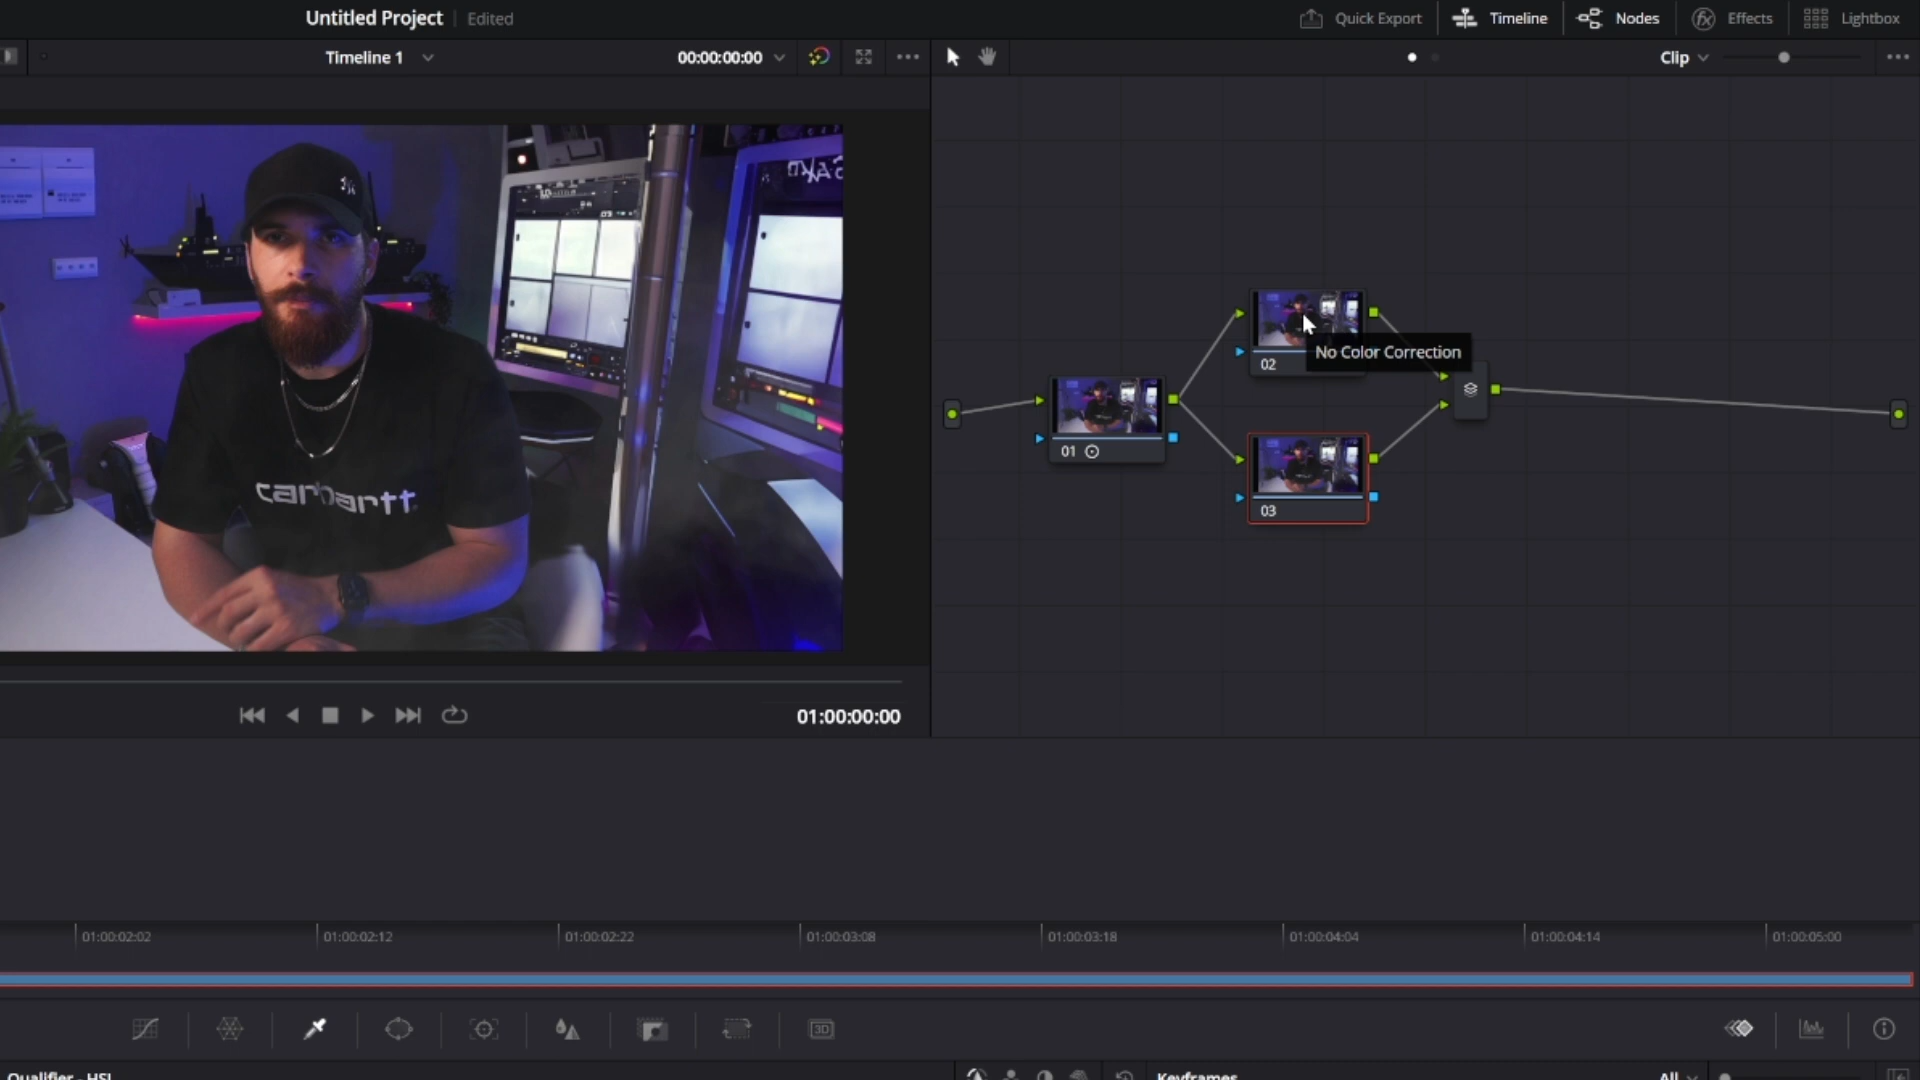 Untitled Project Edited
Quick Export Timeline Nodes Effects Lightbox
Timeline 1 00:00:00:00 Clip
carhartt
02 No Color Correction
01
03
01:00:00:00
01:00:02:02 01:00:02:12 01:00:02:22 01:00:03:08 01:00:03:18 01:00:04:04 01:00:04:14 01:00:05:00
3D
Qualifier - HSL Keyframes All